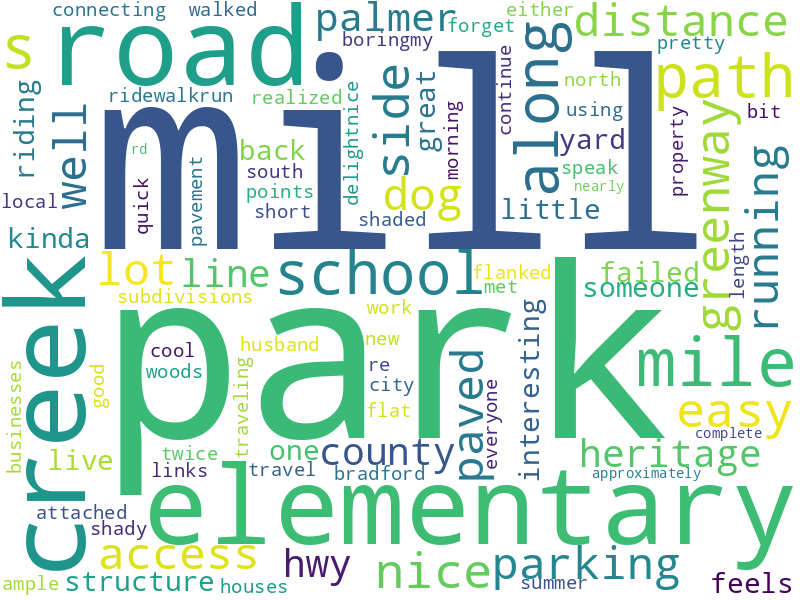 connecting
walked
palmer
forget
either
distance
s
road
boringmy
pretty
path
mill
ridewalkrun
realized
side
great
morning
continue
along
north
using
bit
riding
well
rd
quick
pavement
back
south
points
short
delightnice
dog
shaded
little
yard
speak
nearly
property
greenway
running
length
local
kinda
creek
lot
line
school
flanked
met
failed
someone
subdivisions
park
work
new
re
city
flat
mile
cool
woods
husband
traveling
good
businesses
live
twice
links
one
travel
county
bradford
paved
everyone
interesting
easy
complete
heritage
approximately
elementary
attached
shady
access
ample
structure
houses
hwy
nice
parking
summer
feels